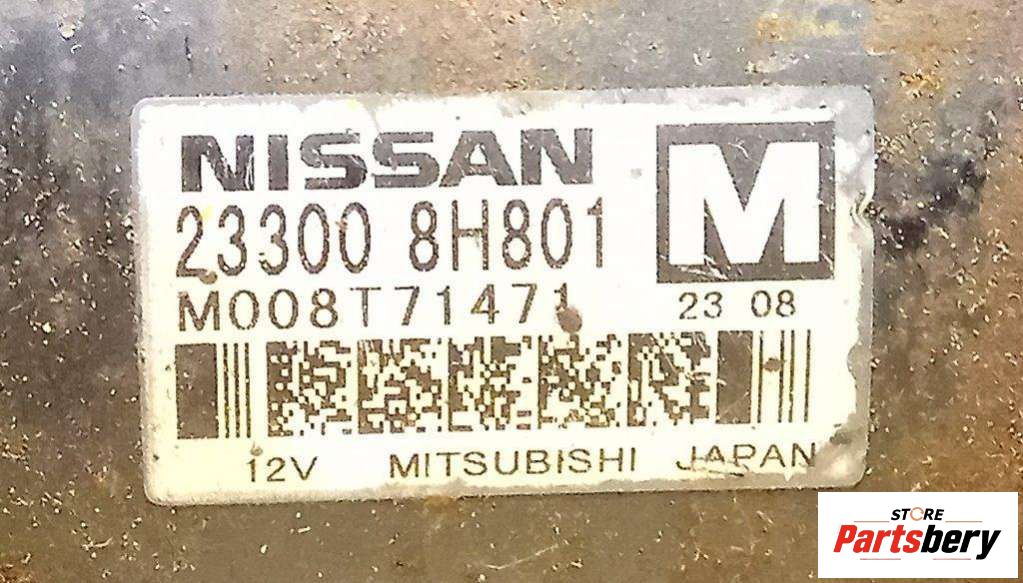 NISSAN
23300 8H801
M
M008T71471
23 08
12V MITSUBISHI JAPAN
STORE
Partsbery